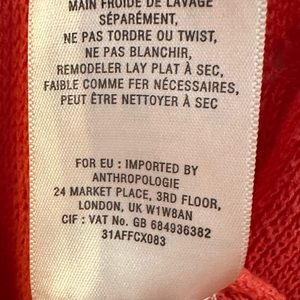 MAIN FROIDE DE LAVAGE
SÉPARÉMENT,
NE PAS TORDRE OU TWIST,
NE PAS BLANCHIR,
REMODELER LAY PLAT À SEC,
FAIBLE COMME FER NÉCESSAIRES,
PEUT ÊTRE NETTOYER À SEC
FOR EU : IMPORTED BY
ANTHROPOLOGIE
24 MARKET PLACE, 3RD FLOOR,
LONDON, UK W1W8AN
CIF : VAT No. GB 684936382
31AFFCX083